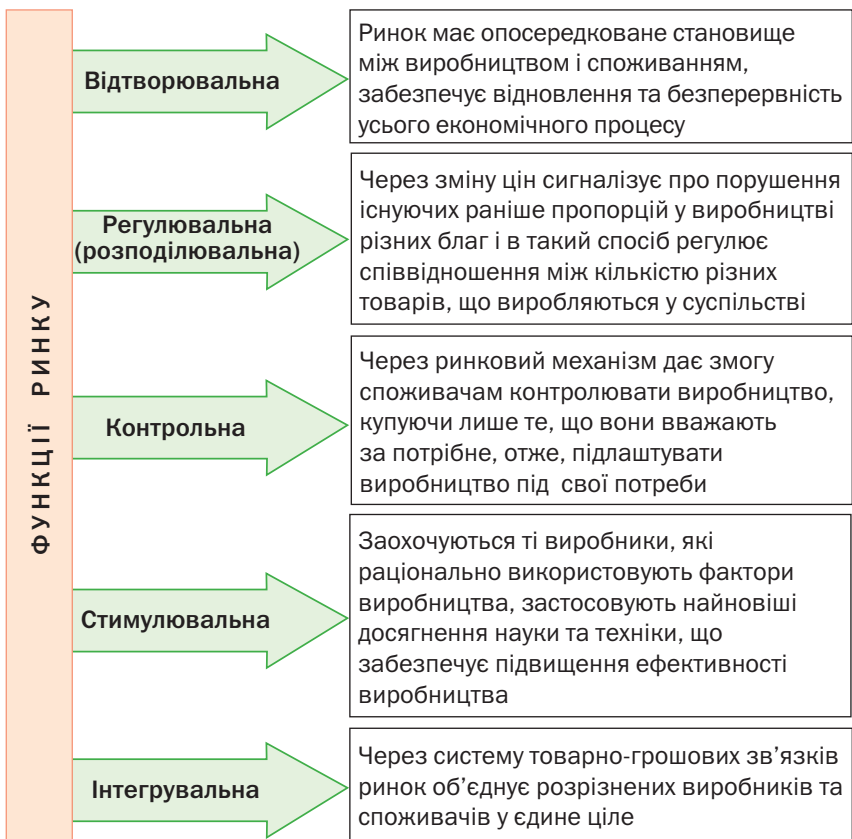 ФУНКЦІЇ РИНКУ
Відтворювальна
Ринок має опосередковане становище
між виробництвом і споживанням,
забезпечує відновлення та безперервність
усього економічного процесу
Регулювальна
(розподілювальна)
Через зміну цін сигналізує про порушення
існуючих раніше пропорцій у виробництві
різних благ і в такий спосіб регулює
співвідношення між кількістю різних
товарів, що виробляються у суспільстві
Контрольна
Через ринковий механізм дає змогу
споживачам контролювати виробництво,
купуючи лише те, що вони вважають
за потрібне, отже, підлаштувати
виробництво під свої потреби
Стимулювальна
Заохочуються ті виробники, які
раціонально використовують фактори
виробництва, застосовують найновіші
досягнення науки та техніки, що
забезпечує підвищення ефективності
виробництва
Інтегрувальна
Через систему товарно-грошових зв’язків
ринок об’єднує розрізнених виробників та
споживачів у єдине ціле